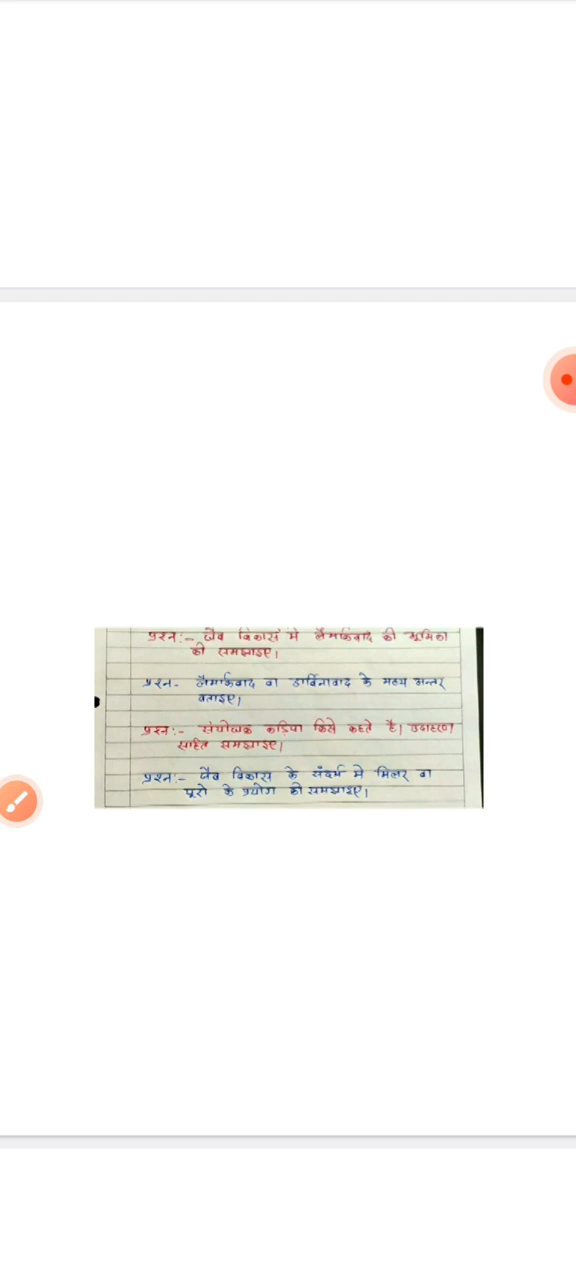 प्रश्न:- जैव विकास में लैमार्कवाद की भूमिका
को समझाइए।
प्रश्न- लैमार्कवाद वा डार्विनवाद के मध्य अन्तर
बताइए।
प्रश्न:- संयोजक कड़िया किसे कहते है। उदाहरण
सहित समझाइए।
प्रश्न:- जैव विकास के संदर्भ मे मिलर वा
यूरे के प्रयोग को समझाइए।